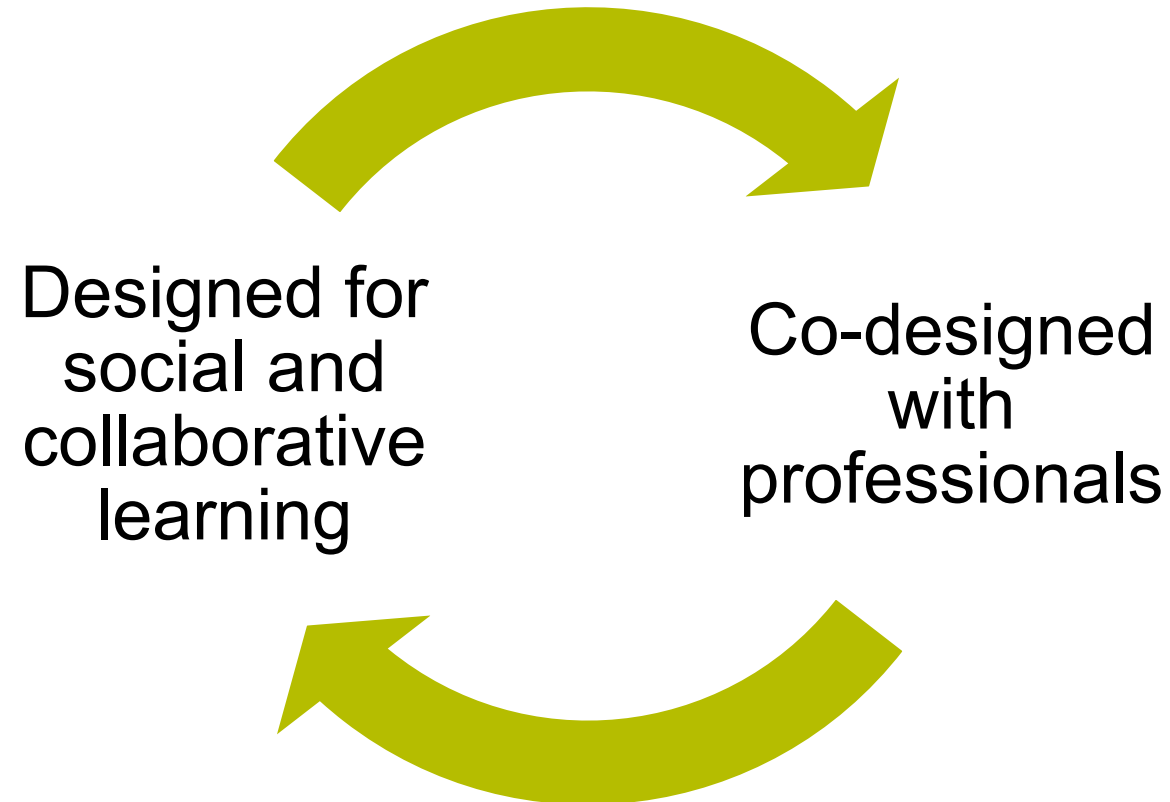 Designed for
social and
collaborative
learning
Co-designed
with
professionals